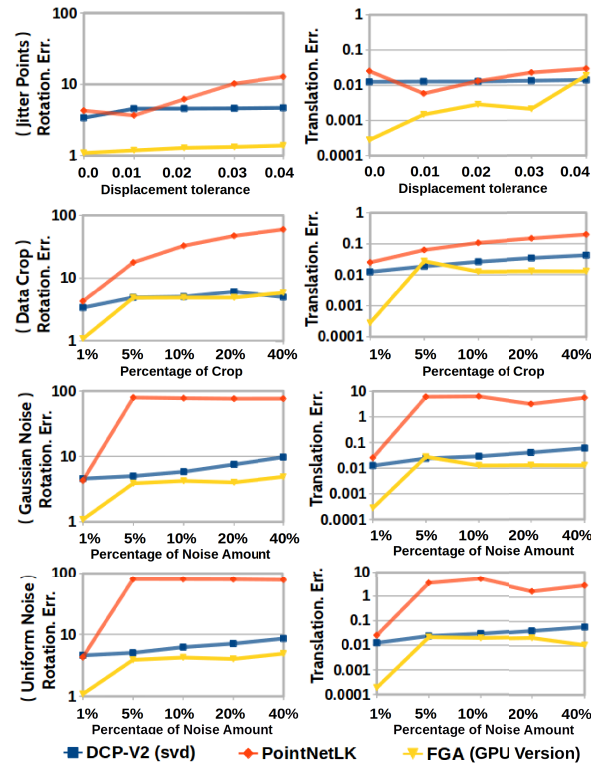 ( Jitter Points )
Rotation. Err.
100
10
1
0.0 0.01 0.02 0.03 0.04
Displacement tolerance
Translation. Err.
1
0.1
0.01
0.001
0.0001
0.0 0.01 0.02 0.03 0.04
Displacement tolerance
( Data Crop )
Rotation. Err.
100
10
1
1% 5% 10% 20% 40%
Percentage of Crop
Translation. Err.
1
0.1
0.01
0.001
0.0001
1% 5% 10% 20% 40%
Percentage of Crop
( Gaussian Noise )
Rotation. Err.
100
10
1
1% 5% 10% 20% 40%
Percentage of Noise Amount
Translation. Err.
10
1
0.1
0.01
0.001
0.0001
1% 5% 10% 20% 40%
Percentage of Noise Amount
( Uniform Noise )
Rotation. Err.
100
10
1
1% 5% 10% 20% 40%
Percentage of Noise Amount
Translation. Err.
10
1
0.1
0.01
0.001
0.0001
1% 5% 10% 20% 40%
Percentage of Noise Amount
DCP-V2 (svd) PointNetLK FGA (GPU Version)